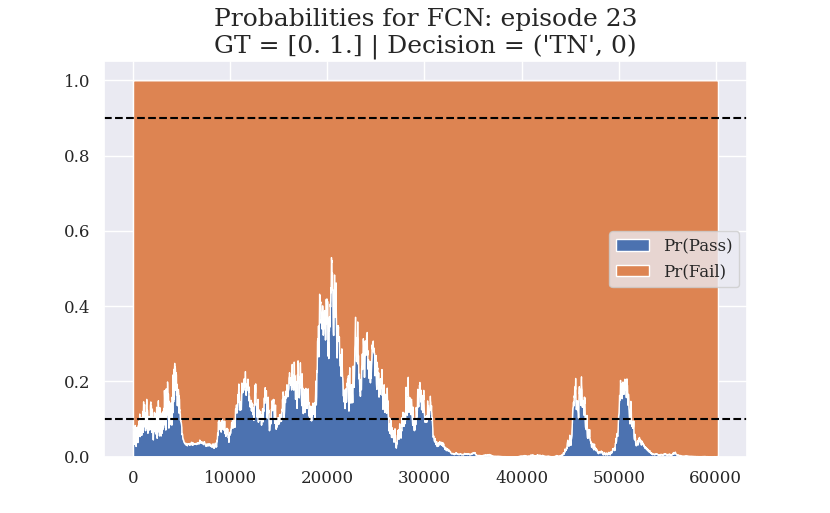 Probabilities for FCN: episode 23
GT = [0. 1.] | Decision = ('TN', 0)
1.0
0.8
0.6
0.4
0.2
0.0
Pr(Pass)
Pr(Fail)
0 10000 20000 30000 40000 50000 60000